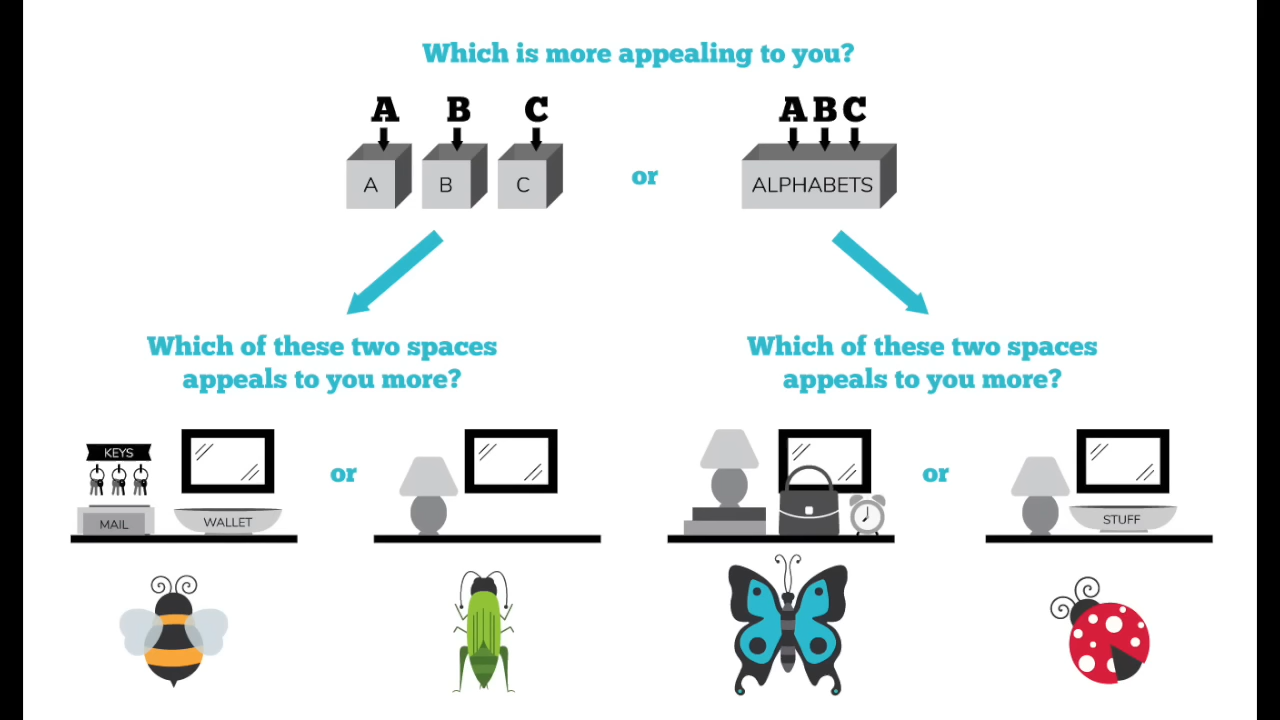 Which is more appealing to you?
A B C
A B C
or
A B C
ALPHABETS
Which of these two spaces
appeals to you more?
KEYS
MAIL
WALLET
or
Which of these two spaces
appeals to you more?
or
STUFF